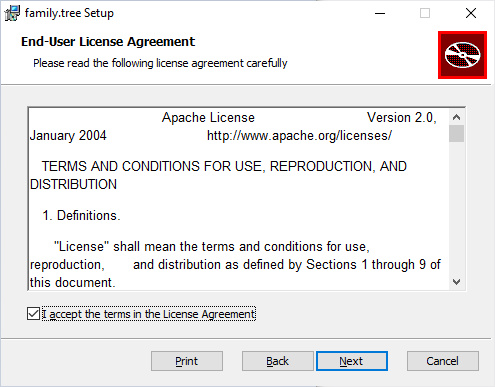 family.tree Setup
End-User License Agreement
Please read the following license agreement carefully
Apache License Version 2.0,
January 2004 http://www.apache.org/licenses/
TERMS AND CONDITIONS FOR USE, REPRODUCTION, AND
DISTRIBUTION
1. Definitions.
"License" shall mean the terms and conditions for use,
reproduction, and distribution as defined by Sections 1 through 9 of
this document.
I accept the terms in the License Agreement
Print Back Next Cancel